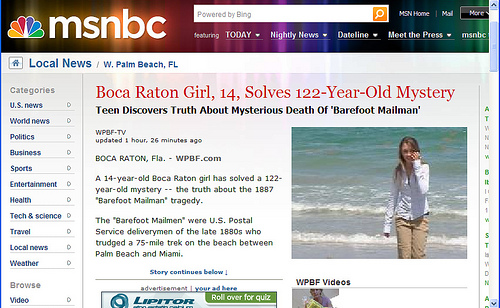 msnbc
Powered by Bing
MSN Home | Mail
More
featuring TODAY Nightly News Dateline Meet the Press msnbc
Local News / W. Palm Beach, FL
Categories
U.S. news
World news
Politics
Business
Sports
Entertainment
Health
Tech & science
Travel
Local news
Weather
Browse
Video
Boca Raton Girl, 14, Solves 122-Year-Old Mystery
Teen Discovers Truth About Mysterious Death Of 'Barefoot Mailman'
WPBF-TV
updated 1 hour, 26 minutes ago
BOCA RATON, Fla. - WPBF.com
A 14-year-old Boca Raton girl has solved a 122-
year-old mystery -- the truth about the 1887
"Barefoot Mailman" tragedy.
The "Barefoot Mailmen" were U.S. Postal
Service deliverymen of the late 1880s who
trudged a 75-mile trek on the beach between
Palm Beach and Miami.
Story continues below ↓
advertisement | your ad here
LIPITOR
Roll over for quiz
WPBF Videos